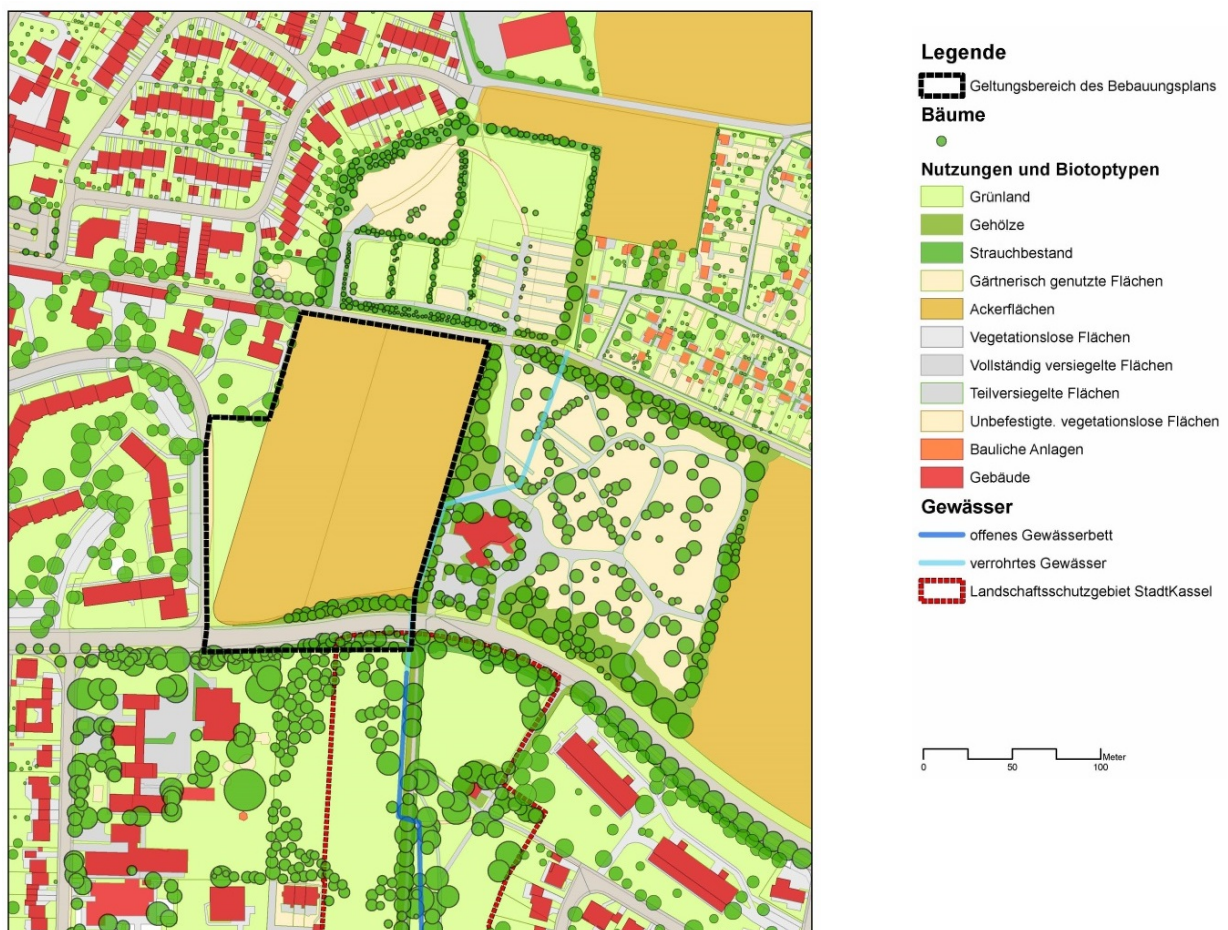 Legende
Geltungsbereich des Bebauungsplans
Bäume
Nutzungen und Biotoptypen
Grünland
Gehölze
Strauchbestand
Gärtnerisch genutzte Flächen
Ackerflächen
Vegetationslose Flächen
Vollständig versiegelte Flächen
Teilversiegelte Flächen
Unbefestigte. vegetationslose Flächen
Bauliche Anlagen
Gebäude
Gewässer
offenes Gewässerbett
verrohrtes Gewässer
Landschaftsschutzgebiet StadtKassel
Meter
0 50 100